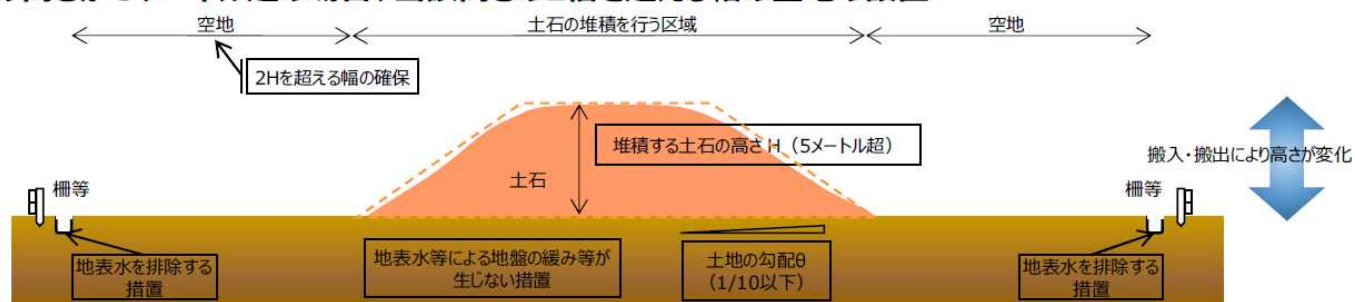 空地
土石の堆積を行う区域
空地
2Hを超える幅の確保
堆積する土石の高さH（5メートル超）
搬入・搬出により高さが変化
土石
柵等
柵等
地表水を排除する
措置
地表水等による地盤の緩み等が
生じない措置
土地の勾配θ
（1/10以下）
地表水を排除する
措置